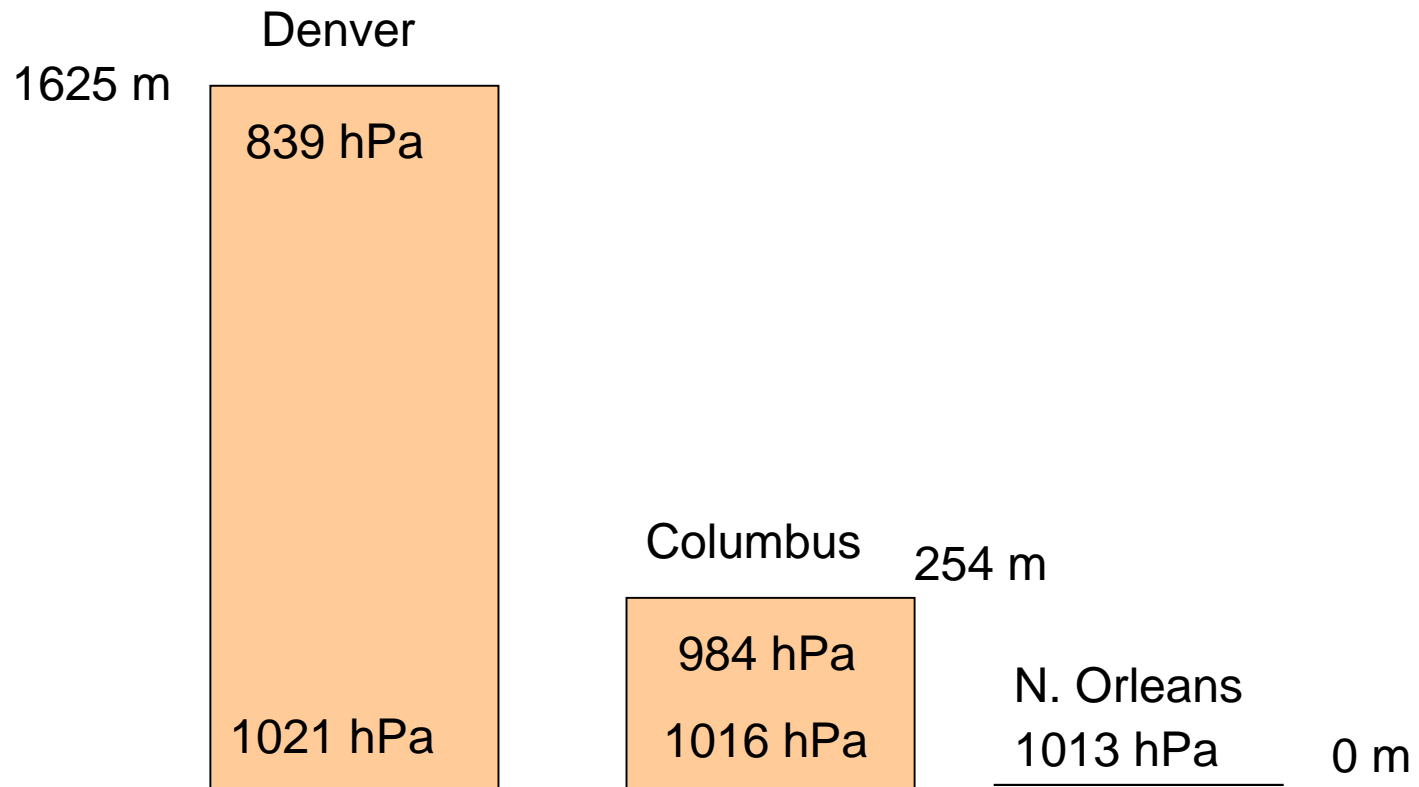 Denver
1625 m
839 hPa
1021 hPa
Columbus
254 m
984 hPa
1016 hPa
N. Orleans
1013 hPa
0 m